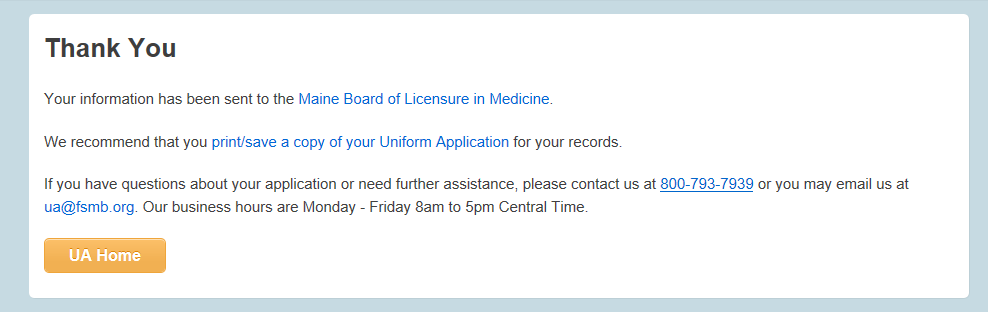 Thank You
Your information has been sent to the Maine Board of Licensure in Medicine.
We recommend that you print/save a copy of your Uniform Application for your records.
If you have questions about your application or need further assistance, please contact us at 800-793-7939 or you may email us at
ua@fsmb.org. Our business hours are Monday - Friday 8am to 5pm Central Time.
UA Home